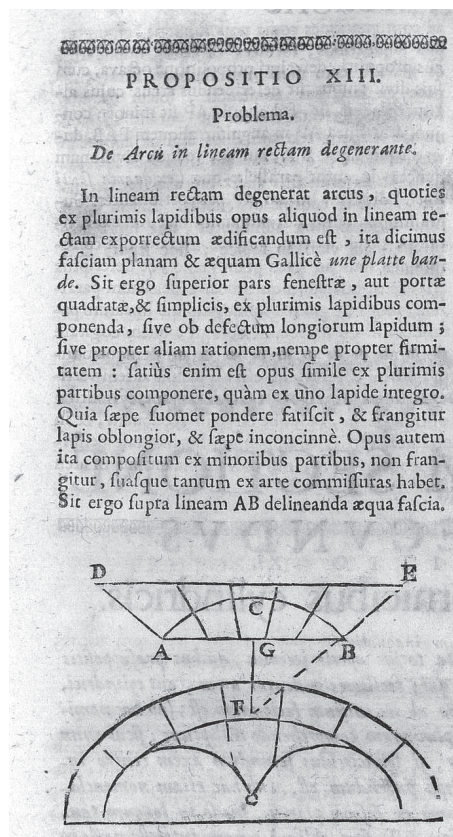 PROPOSITIO XIII.
Problema.
De Arcu in lineam rectam degenerante.
In lineam rectam degenerat arcus, quoties
ex plurimis lapidibus opus aliquod in lineam re-
ctam exporrectum ædificandum est, ita dicimus
fasciam planam & æquam Gallicè une platte ban-
de. Sit ergo superior pars fenestræ, aut portæ
quadratæ, & simplicis, ex plurimis lapidibus com-
ponenda, sive ob defectum longiorum lapidum;
sive propter aliam rationem, nempe propter firmi-
tatem: satiùs enim est opus simile ex plurimis
partibus componere, quàm ex uno lapide integro.
Quia sæpe suomet pondere fatiscit, & frangitur
lapis oblongior, & sæpe inconcinnè. Opus autem
ita compositum ex minoribus partibus, non fran-
gitur, suasque tantum ex arte commissuras habet.
Sit ergo supra lineam AB delineanda æqua fascia.
D E
C
A G B
F